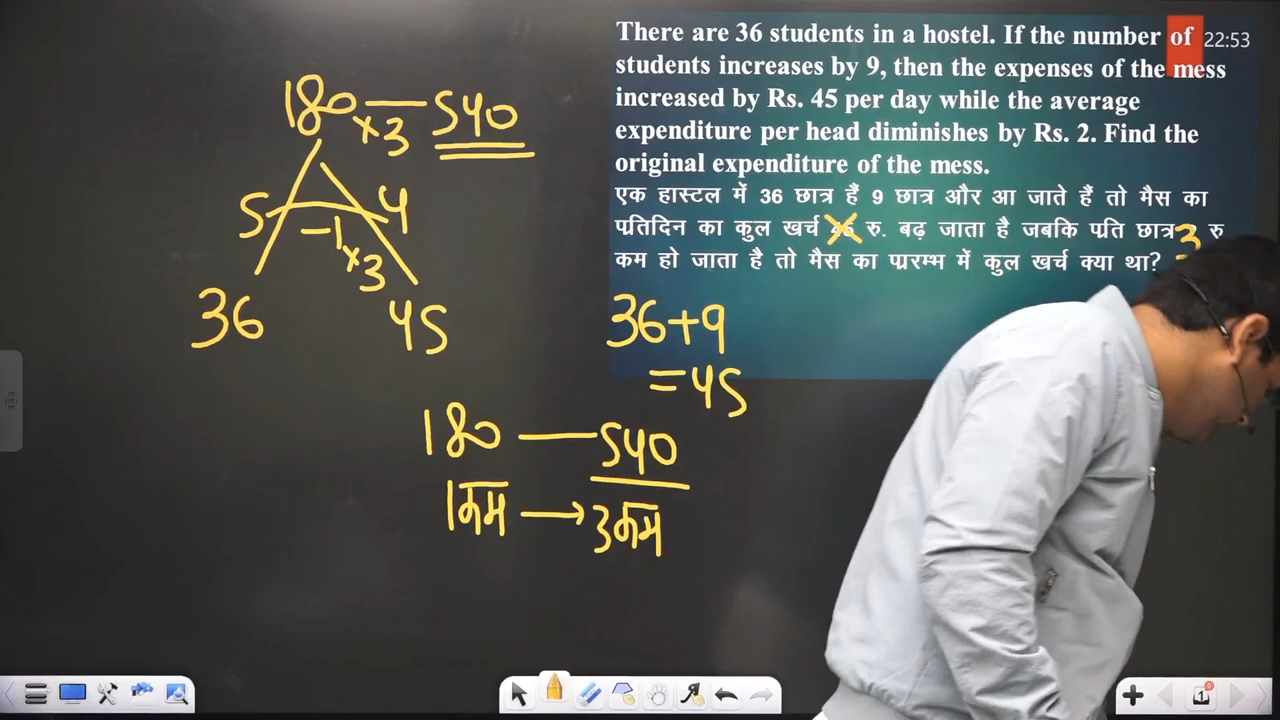 There are 36 students in a hostel. If the number of
students increases by 9, then the expenses of the mess
increased by Rs. 45 per day while the average
expenditure per head diminishes by Rs. 2. Find the
original expenditure of the mess.
एक हास्टल में 36 छात्र हैं 9 छात्र और आ जाते हैं तो मैस का
प्रतिदिन का कुल खर्च रु. बढ़ जाता है जबकि प्रति छात्र 3 रु
कम हो जाता है तो मैस का प्रारम्भ में कुल खर्च क्या था?
22:53
180 — 540
×3
5 4
-1
×3
36 45
36+9
=45
180 — 540
1कम → 3कम
1
0